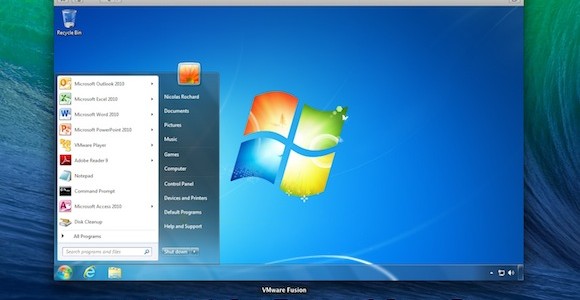 Recycle Bin
Microsoft Outlook 2010
Microsoft Excel 2010
Microsoft Word 2010
Microsoft PowerPoint 2010
VMware Player
Adobe Reader 9
Notepad
Command Prompt
Microsoft Access 2010
Disk Cleanup
All Programs
Search programs and files
Nicolas Rochard
Documents
Pictures
Music
Games
Computer
Control Panel
Devices and Printers
Default Programs
Help and Support
Shut down
VMware Fusion